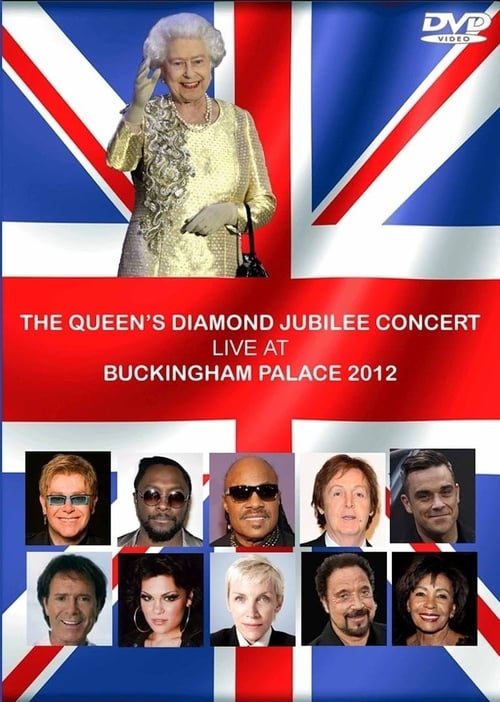 DVD
VIDEO
THE QUEEN'S DIAMOND JUBILEE CONCERT
LIVE AT
BUCKINGHAM PALACE 2012